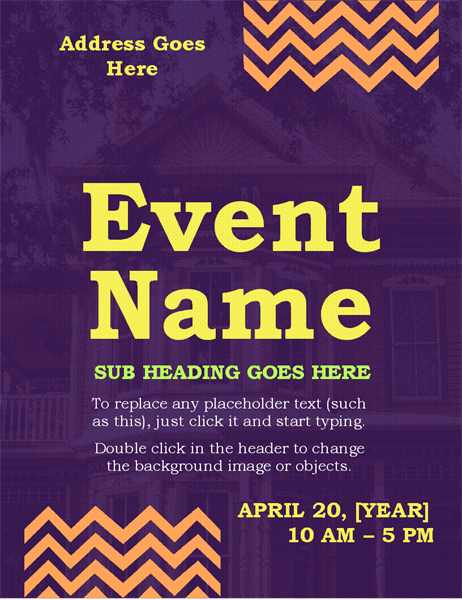 Address Goes
Here
Event
Name
SUB HEADING GOES HERE
To replace any placeholder text (such
as this), just click it and start typing.
Double click in the header to change
the background image or objects.
APRIL 20, [YEAR]
10 AM – 5 PM